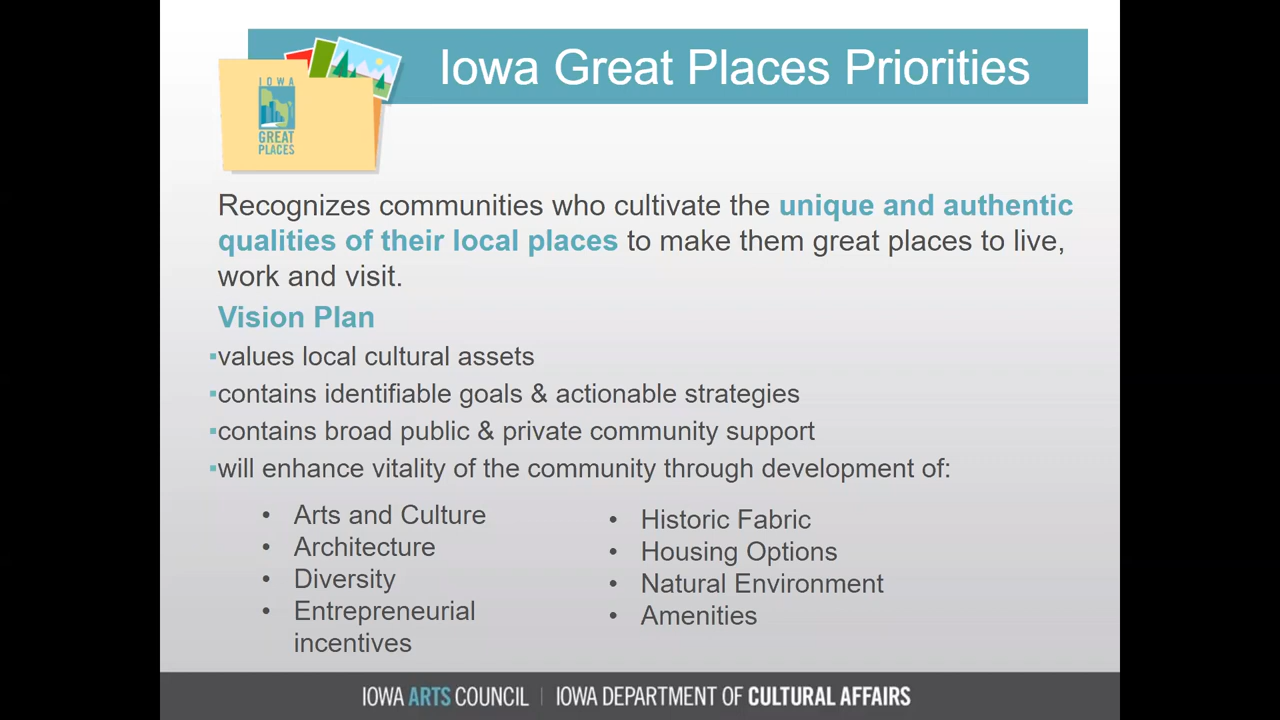 Iowa Great Places Priorities
IOWA
GREAT
PLACES
Recognizes communities who cultivate the unique and authentic
qualities of their local places to make them great places to live,
work and visit.
Vision Plan
▪values local cultural assets
▪contains identifiable goals & actionable strategies
▪contains broad public & private community support
▪will enhance vitality of the community through development of:
• Arts and Culture
• Architecture
• Diversity
• Entrepreneurial
incentives
• Historic Fabric
• Housing Options
• Natural Environment
• Amenities
IOWA ARTS COUNCIL | IOWA DEPARTMENT OF CULTURAL AFFAIRS